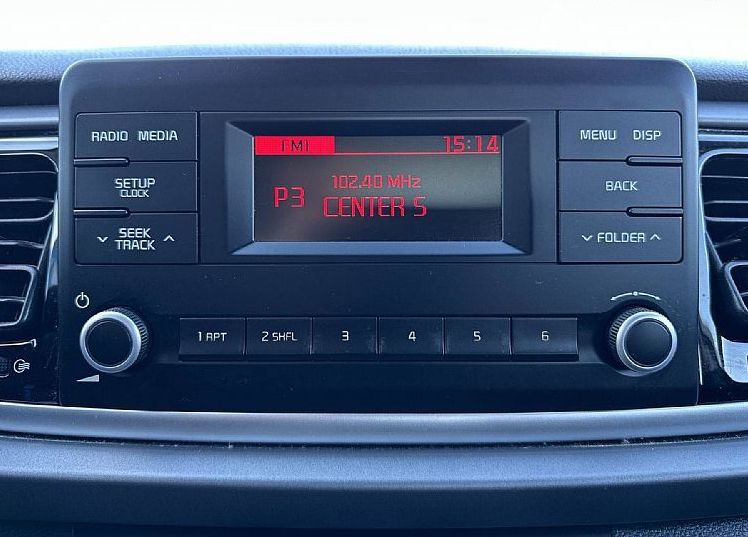 RADIO MEDIA
FM1 15:14
MENU DISP
SETUP
CLOCK
102.40 MHz
P3 CENTER S
BACK
SEEK
TRACK
FOLDER
1 RPT
2 SHFL
3
4
5
6